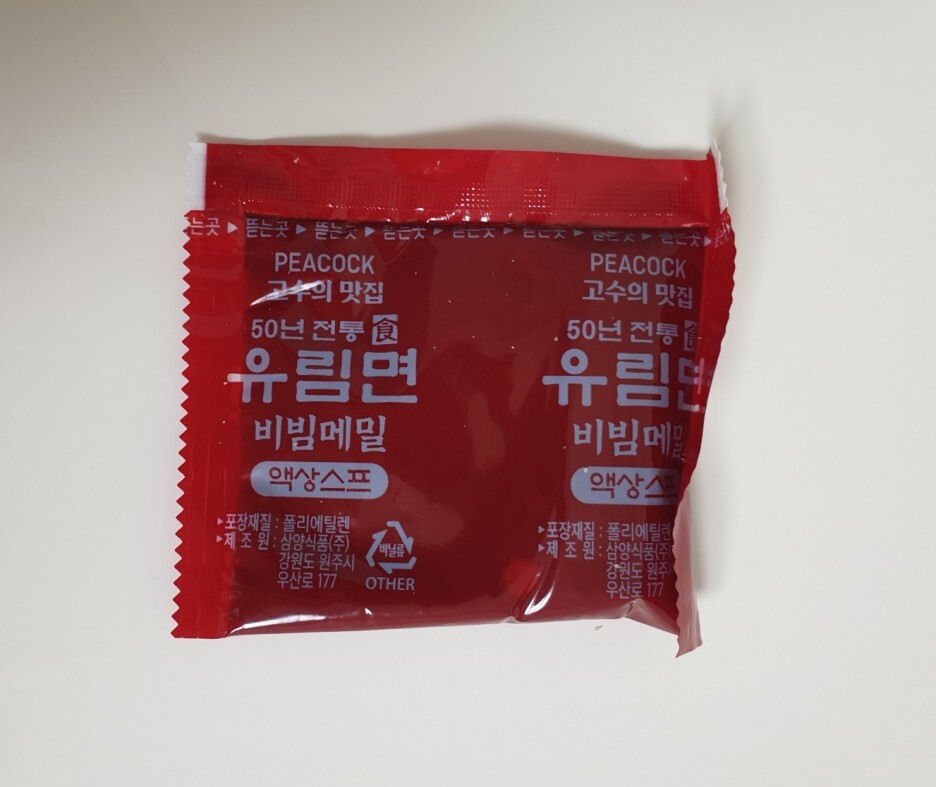 뜯는곳 ▶ 뜯는곳 ▶ 뜯는곳 ▶ 뜯는곳 ▶ 뜯는곳 ▶ 뜯는곳 ▶ 뜯는곳 ▶ 뜯는곳 ▶
PEACOCK
고수의 맛집
50년 전통 食
유림면
비빔메밀
액상스프
▶포장재질 : 폴리에틸렌
▶제 조 원 : 삼양식품(주)
강원도 원주시
우산로 177
비닐류
OTHER
PEACOCK
고수의 맛집
50년 전통
유림면
비빔메밀
액상스프
▶포장재질 : 폴리에틸렌
▶제 조 원 : 삼양식품(주)
강원도 원주
우산로 177